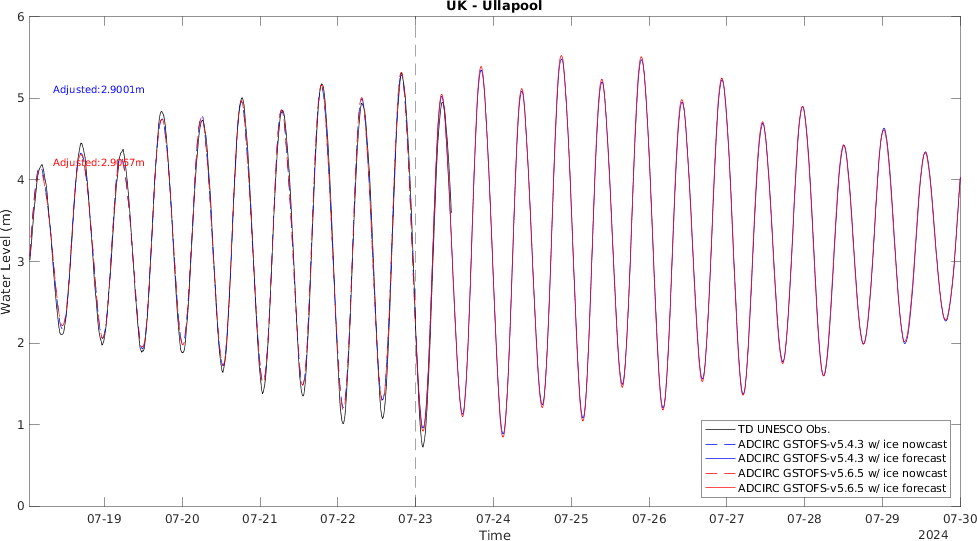 UK - Ullapool
6
5
4
3
2
1
0
Water Level (m)
Adjusted:2.9001m
Adjusted:2.9067m
TD UNESCO Obs.
ADCIRC GSTOFS-v5.4.3 w/ ice nowcast
ADCIRC GSTOFS-v5.4.3 w/ ice forecast
ADCIRC GSTOFS-v5.6.5 w/ ice nowcast
ADCIRC GSTOFS-v5.6.5 w/ ice forecast
07-19 07-20 07-21 07-22 07-23 07-24 07-25 07-26 07-27 07-28 07-29 07-30
Time
2024